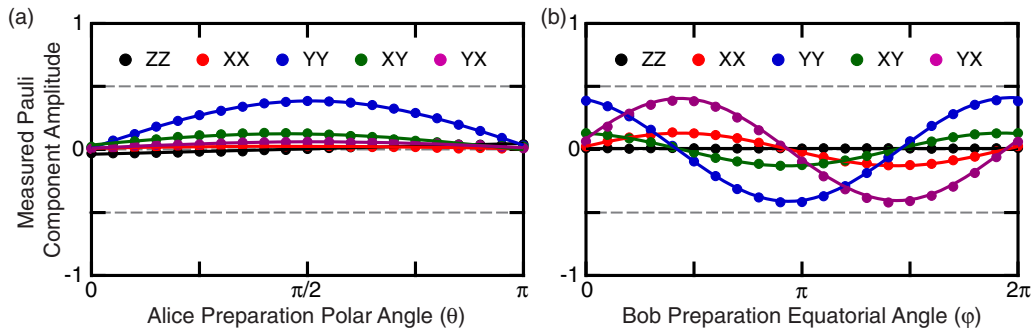 (a)
Measured Pauli
Component Amplitude
1
0
-1
ZZ XX YY XY YX
0 π/2 π
Alice Preparation Polar Angle (θ)
(b)
1
0
-1
ZZ XX YY XY YX
0 π 2π
Bob Preparation Equatorial Angle (φ)